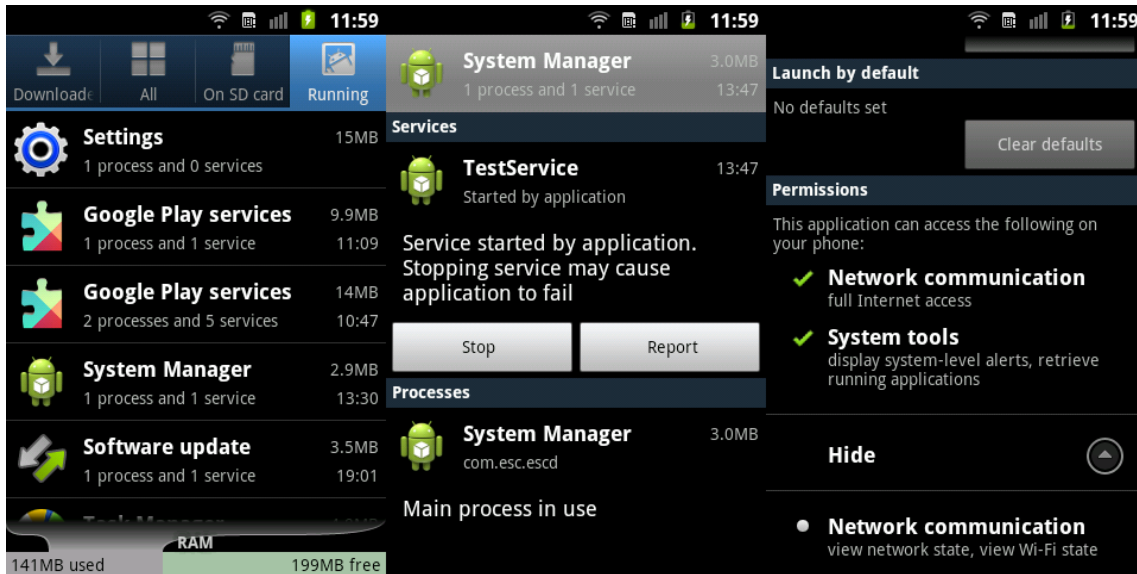 11:59
Downloade
All
On SD card
Running
Settings
15MB
1 process and 0 services
Google Play services
9.9MB
1 process and 1 service
11:09
Google Play services
14MB
2 processes and 5 services
10:47
System Manager
2.9MB
1 process and 1 service
13:30
Software update
3.5MB
1 process and 1 service
19:01
Task Manager
RAM
141MB used
199MB free
11:59
System Manager
3.0MB
1 process and 1 service
13:47
Services
TestService
13:47
Started by application
Service started by application.
Stopping service may cause
application to fail
Stop
Report
Processes
System Manager
3.0MB
com.esc.escd
Main process in use
11:59
Launch by default
No defaults set
Clear defaults
Permissions
This application can access the following on
your phone:
Network communication
full Internet access
System tools
display system-level alerts, retrieve
running applications
Hide
Network communication
view network state, view Wi-Fi state